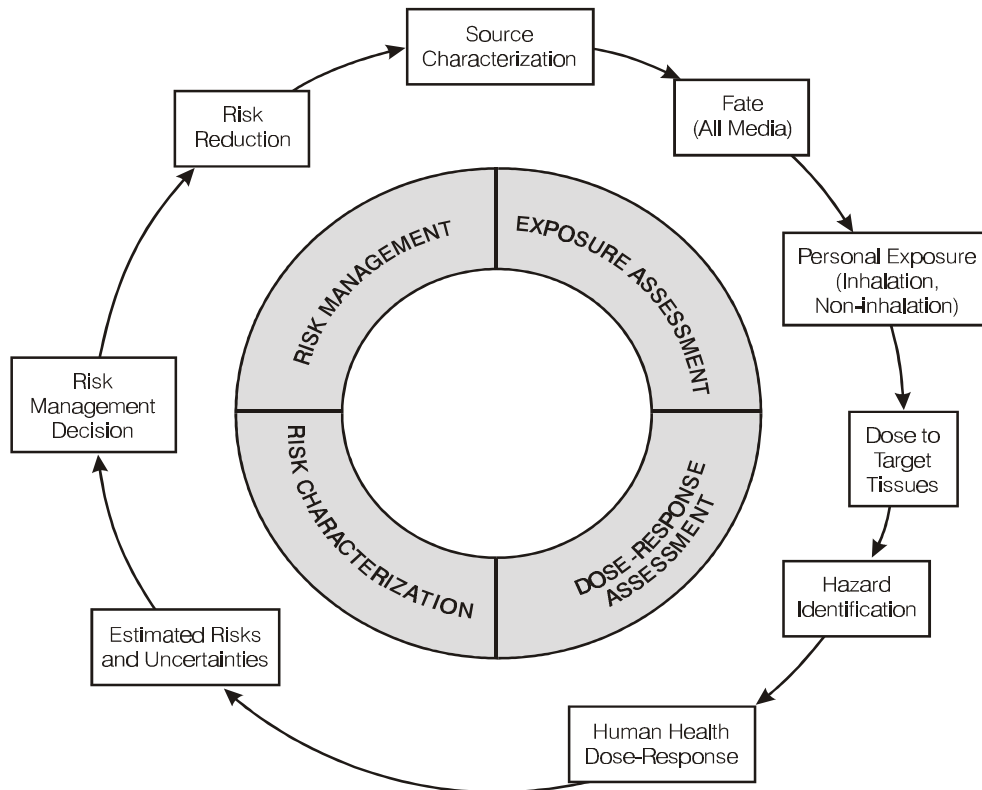 Source
Characterization
Fate
(All Media)
Personal Exposure
(Inhalation,
Non-inhalation)
Dose to
Target
Tissues
Hazard
Identification
Human Health
Dose-Response
Estimated Risks
and Uncertainties
Risk
Management
Decision
Risk
Reduction
EXPOSURE ASSESSMENT
DOSE-RESPONSE
ASSESSMENT
RISK CHARACTERIZATION
RISK MANAGEMENT